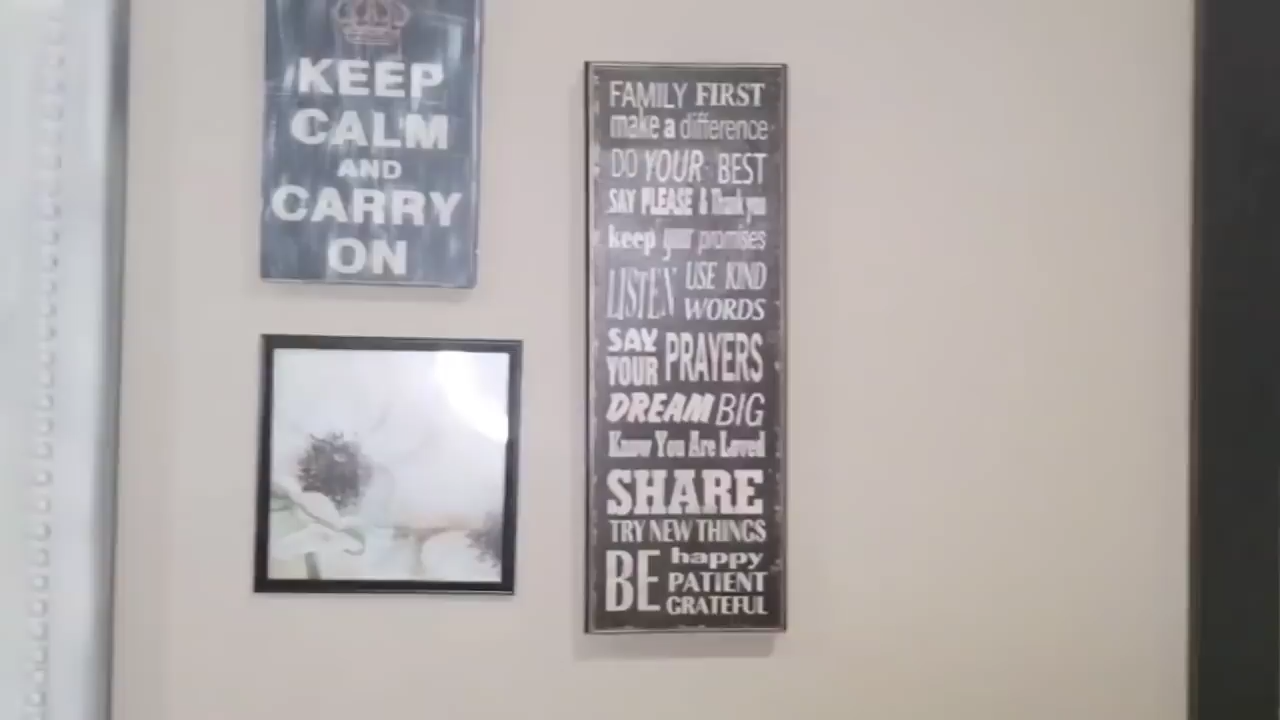 KEEP
CALM
AND
CARRY
ON
FAMILY FIRST
make a difference
DO YOUR BEST
SAY PLEASE & Thank you
keep your promises
LISTEN USE KIND
WORDS
SAY
YOUR PRAYERS
DREAM BIG
Know You Are Loved
SHARE
TRY NEW THINGS
BE happy
PATIENT
GRATEFUL